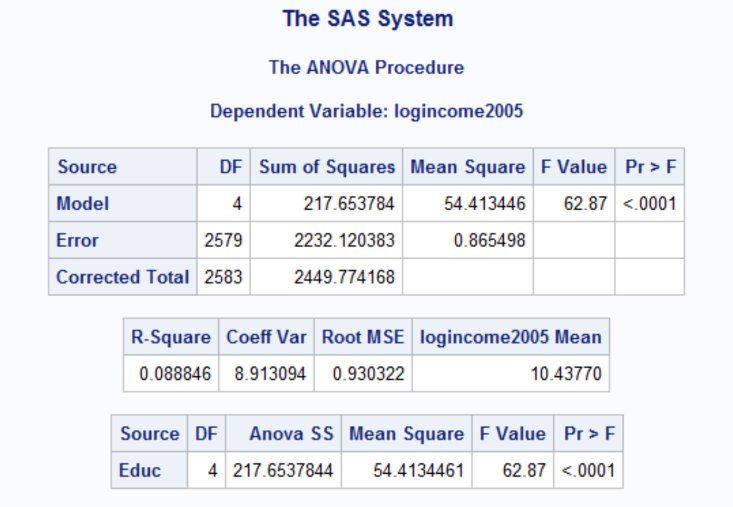 The SAS System
The ANOVA Procedure
Dependent Variable: logincome2005
Source DF Sum of Squares Mean Square F Value Pr > F
Model 4 217.653784 54.413446 62.87 <.0001
Error 2579 2232.120383 0.865498
Corrected Total 2583 2449.774168
R-Square Coeff Var Root MSE logincome2005 Mean
0.088846 8.913094 0.930322 10.43770
Source DF Anova SS Mean Square F Value Pr > F
Educ 4 217.6537844 54.4134461 62.87 <.0001